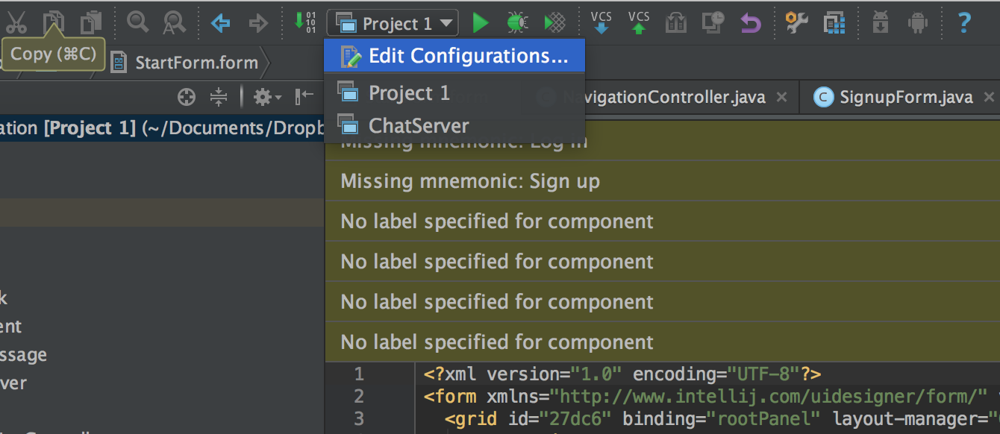 01
10
01
Project 1
VCS
VCS
?
Copy (⌘C)
StartForm.form
Edit Configurations...
Project 1
ChatServer
NavigationController.java
C
SignupForm.java
ation [Project 1] (~/Documents/Dropb
Missing mnemonic: Log in
Missing mnemonic: Sign up
No label specified for component
No label specified for component
No label specified for component
No label specified for component
k
ent
ssage
ver
1 <?xml version="1.0" encoding="UTF-8"?>
2 <form xmlns="http://www.intellij.com/uidesigner/form/"
3 <grid id="27dc6" binding="rootPanel" layout-manager="